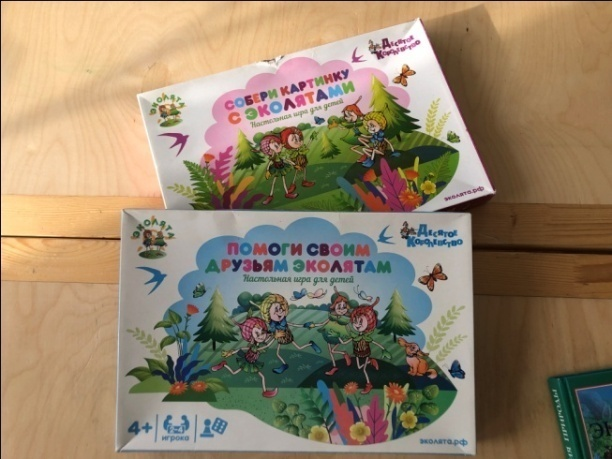 СОБЕРИ КАРТИНКУ
С ЭКОЛЯТАМИ
Настольная игра для детей
Десятое
Королевство
ЭКОЛЯТА
эколята.рф
ПОМОГИ СВОИМ
ДРУЗЬЯМ ЭКОЛЯТАМ
Настольная игра для детей
Десятое
Королевство
ЭКОЛЯТА
4+
игрока
эколята.рф